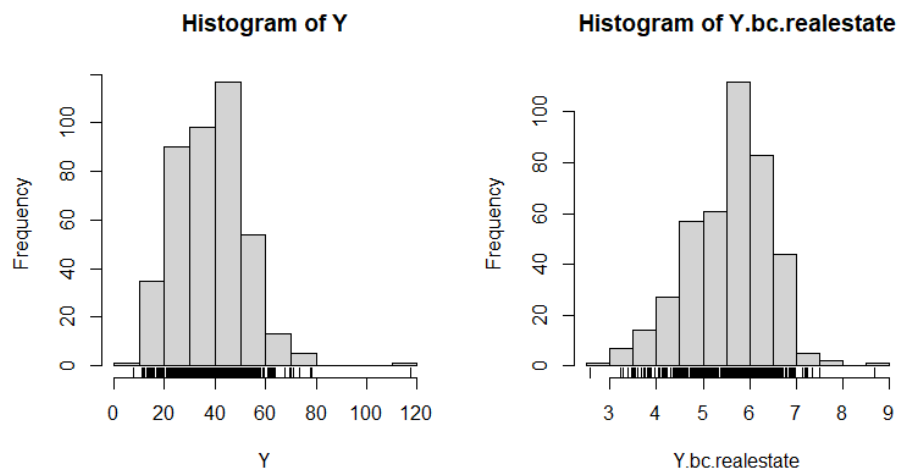 Histogram of Y
Frequency
0
20
40
60
80
100
0 20 40 60 80 100 120
Y
Histogram of Y.bc.realestate
Frequency
0
20
40
60
80
100
3 4 5 6 7 8 9
Y.bc.realestate